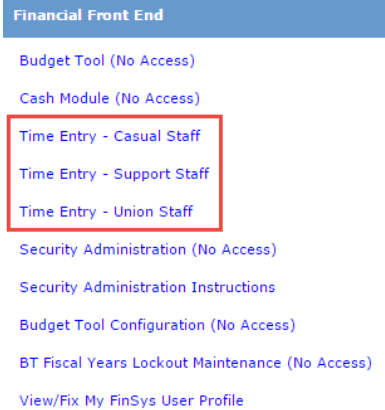 Financial Front End
Budget Tool (No Access)
Cash Module (No Access)
Time Entry - Casual Staff
Time Entry - Support Staff
Time Entry - Union Staff
Security Administration (No Access)
Security Administration Instructions
Budget Tool Configuration (No Access)
BT Fiscal Years Lockout Maintenance (No Access)
View/Fix My FinSys User Profile